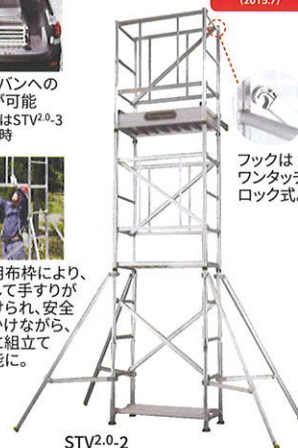 (2015.7)
バンへの
が可能
はSTV2.0-3
時
フックは
ワンタッチ
ロック式。
用布枠により、
して手すりが
けられ、安全
かけながら、
に組立て
能に。
STV2.0-2